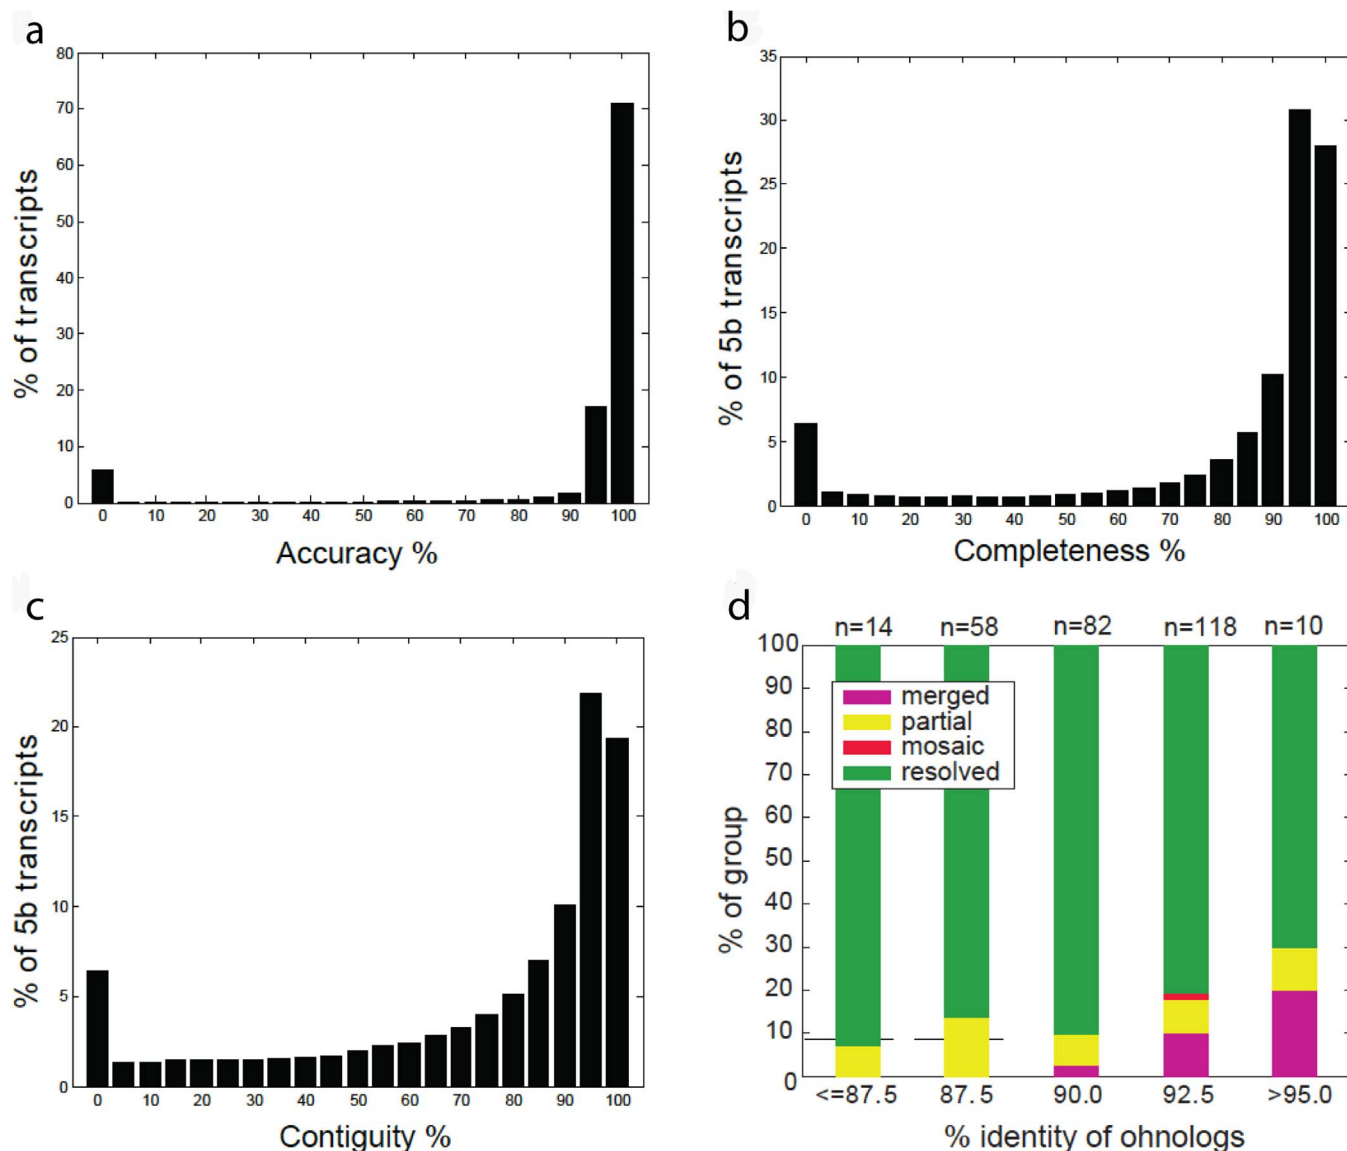 a
80
70
60
50
40
30
20
10
0
% of transcripts
0 10 20 30 40 50 60 70 80 90 100
Accuracy %
b
35
30
25
20
15
10
5
0
% of 5b transcripts
0 10 20 30 40 50 60 70 80 90 100
Completeness %
c
25
20
15
10
5
0
% of 5b transcripts
0 10 20 30 40 50 60 70 80 90 100
Contiguity %
d
n=14 n=58 n=82 n=118 n=10
100
90
80
70
60
50
40
30
20
10
0
% of group
merged
partial
mosaic
resolved
<=87.5 87.5 90.0 92.5 >95.0
% identity of ohnologs